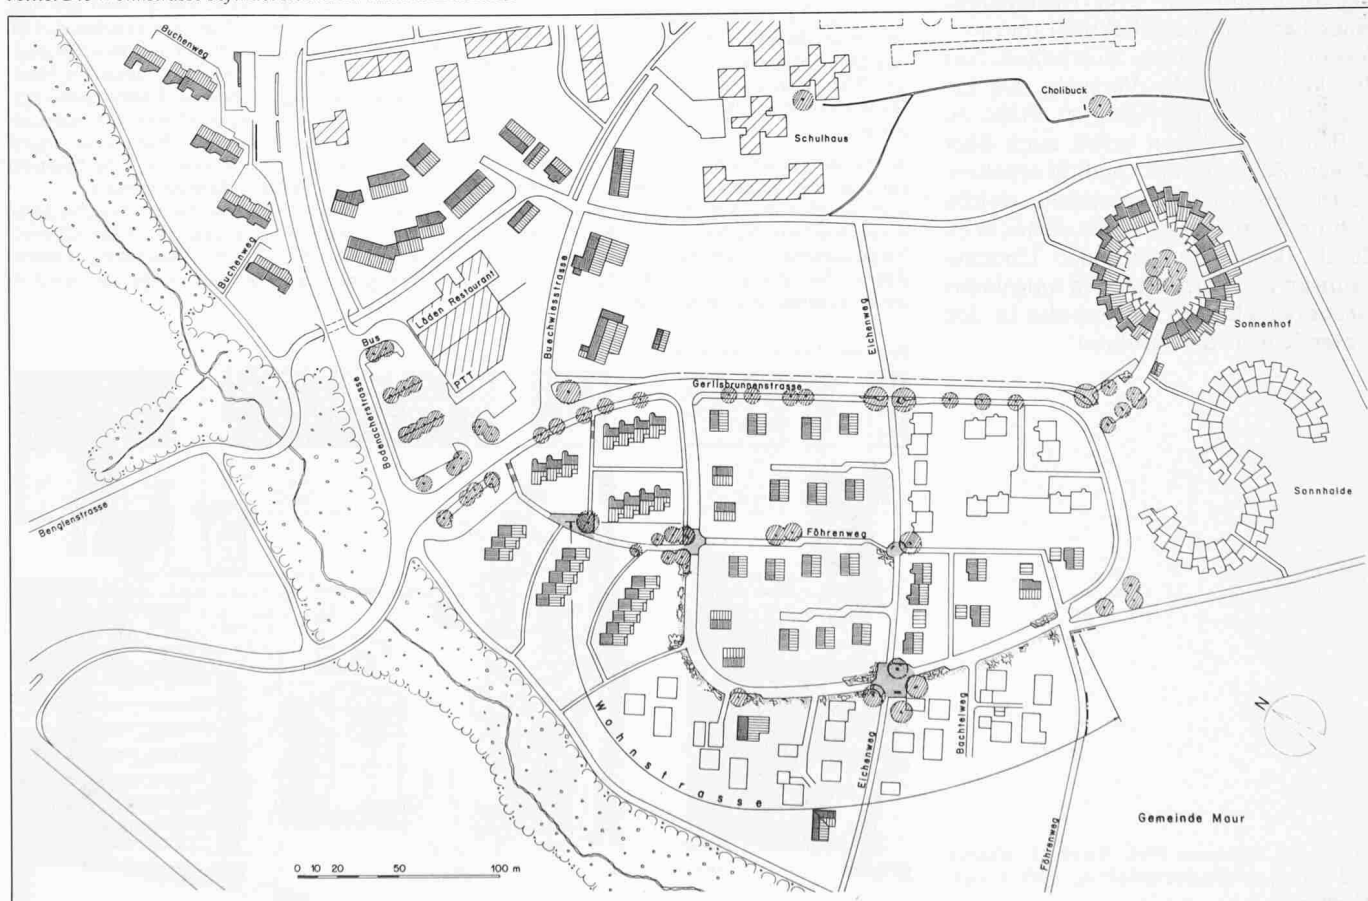 Buchenweg
Cholibuck
Schulhaus
Buchenweg
Läden Restaurant
Bus
PTT
Bodenacherstrasse
Buechwiesstrasse
Eichenweg
Sonnenhof
Gerlisbrunnenstrasse
Sonnhalde
Benglenstrasse
Föhrenweg
Wohnstrasse
Bachtelweg
Eichenweg
N
Gemeinde Maur
Föhrenweg
0 10 20 50 100 m